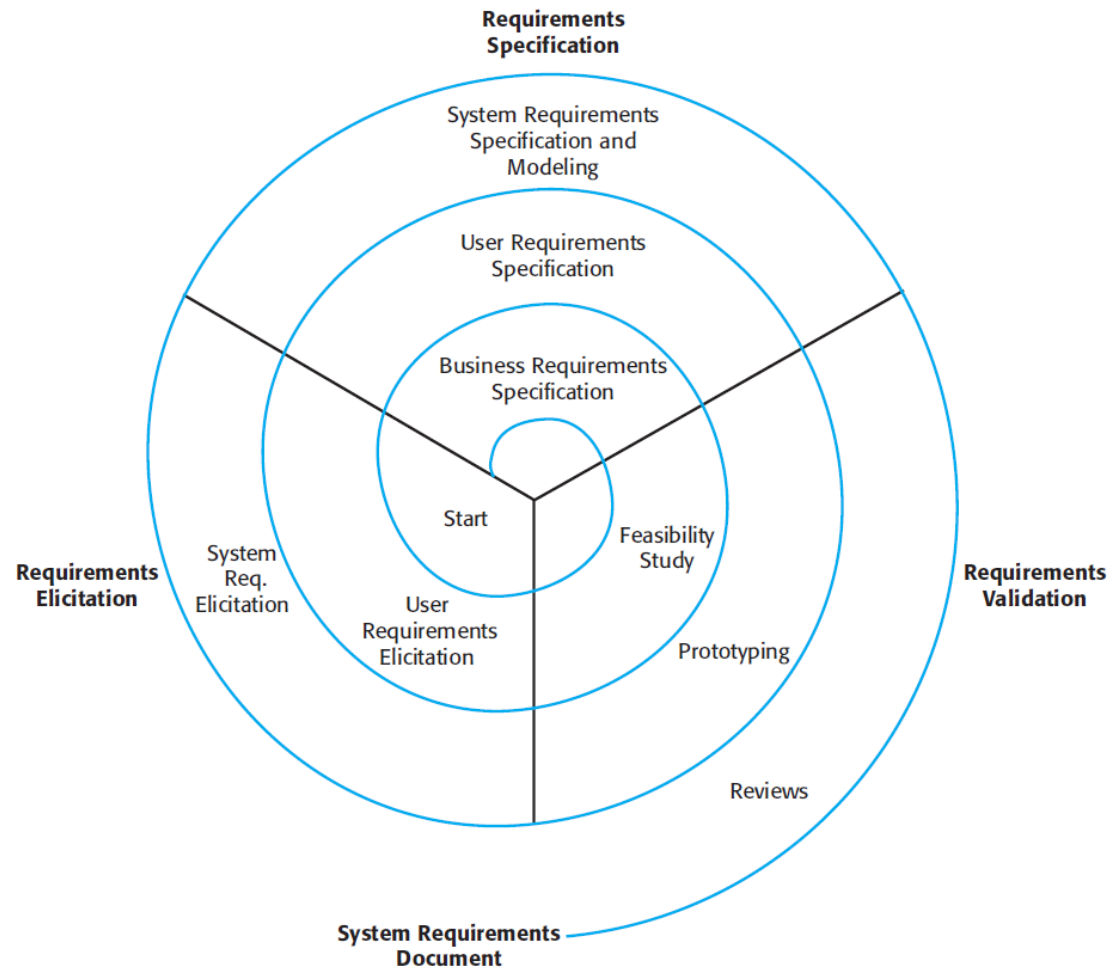 Requirements
Specification
System Requirements
Specification and
Modeling
User Requirements
Specification
Business Requirements
Specification
Start
Feasibility
Study
System
Req.
Elicitation
Requirements
Elicitation
Requirements
Validation
User
Requirements
Elicitation
Prototyping
Reviews
System Requirements
Document